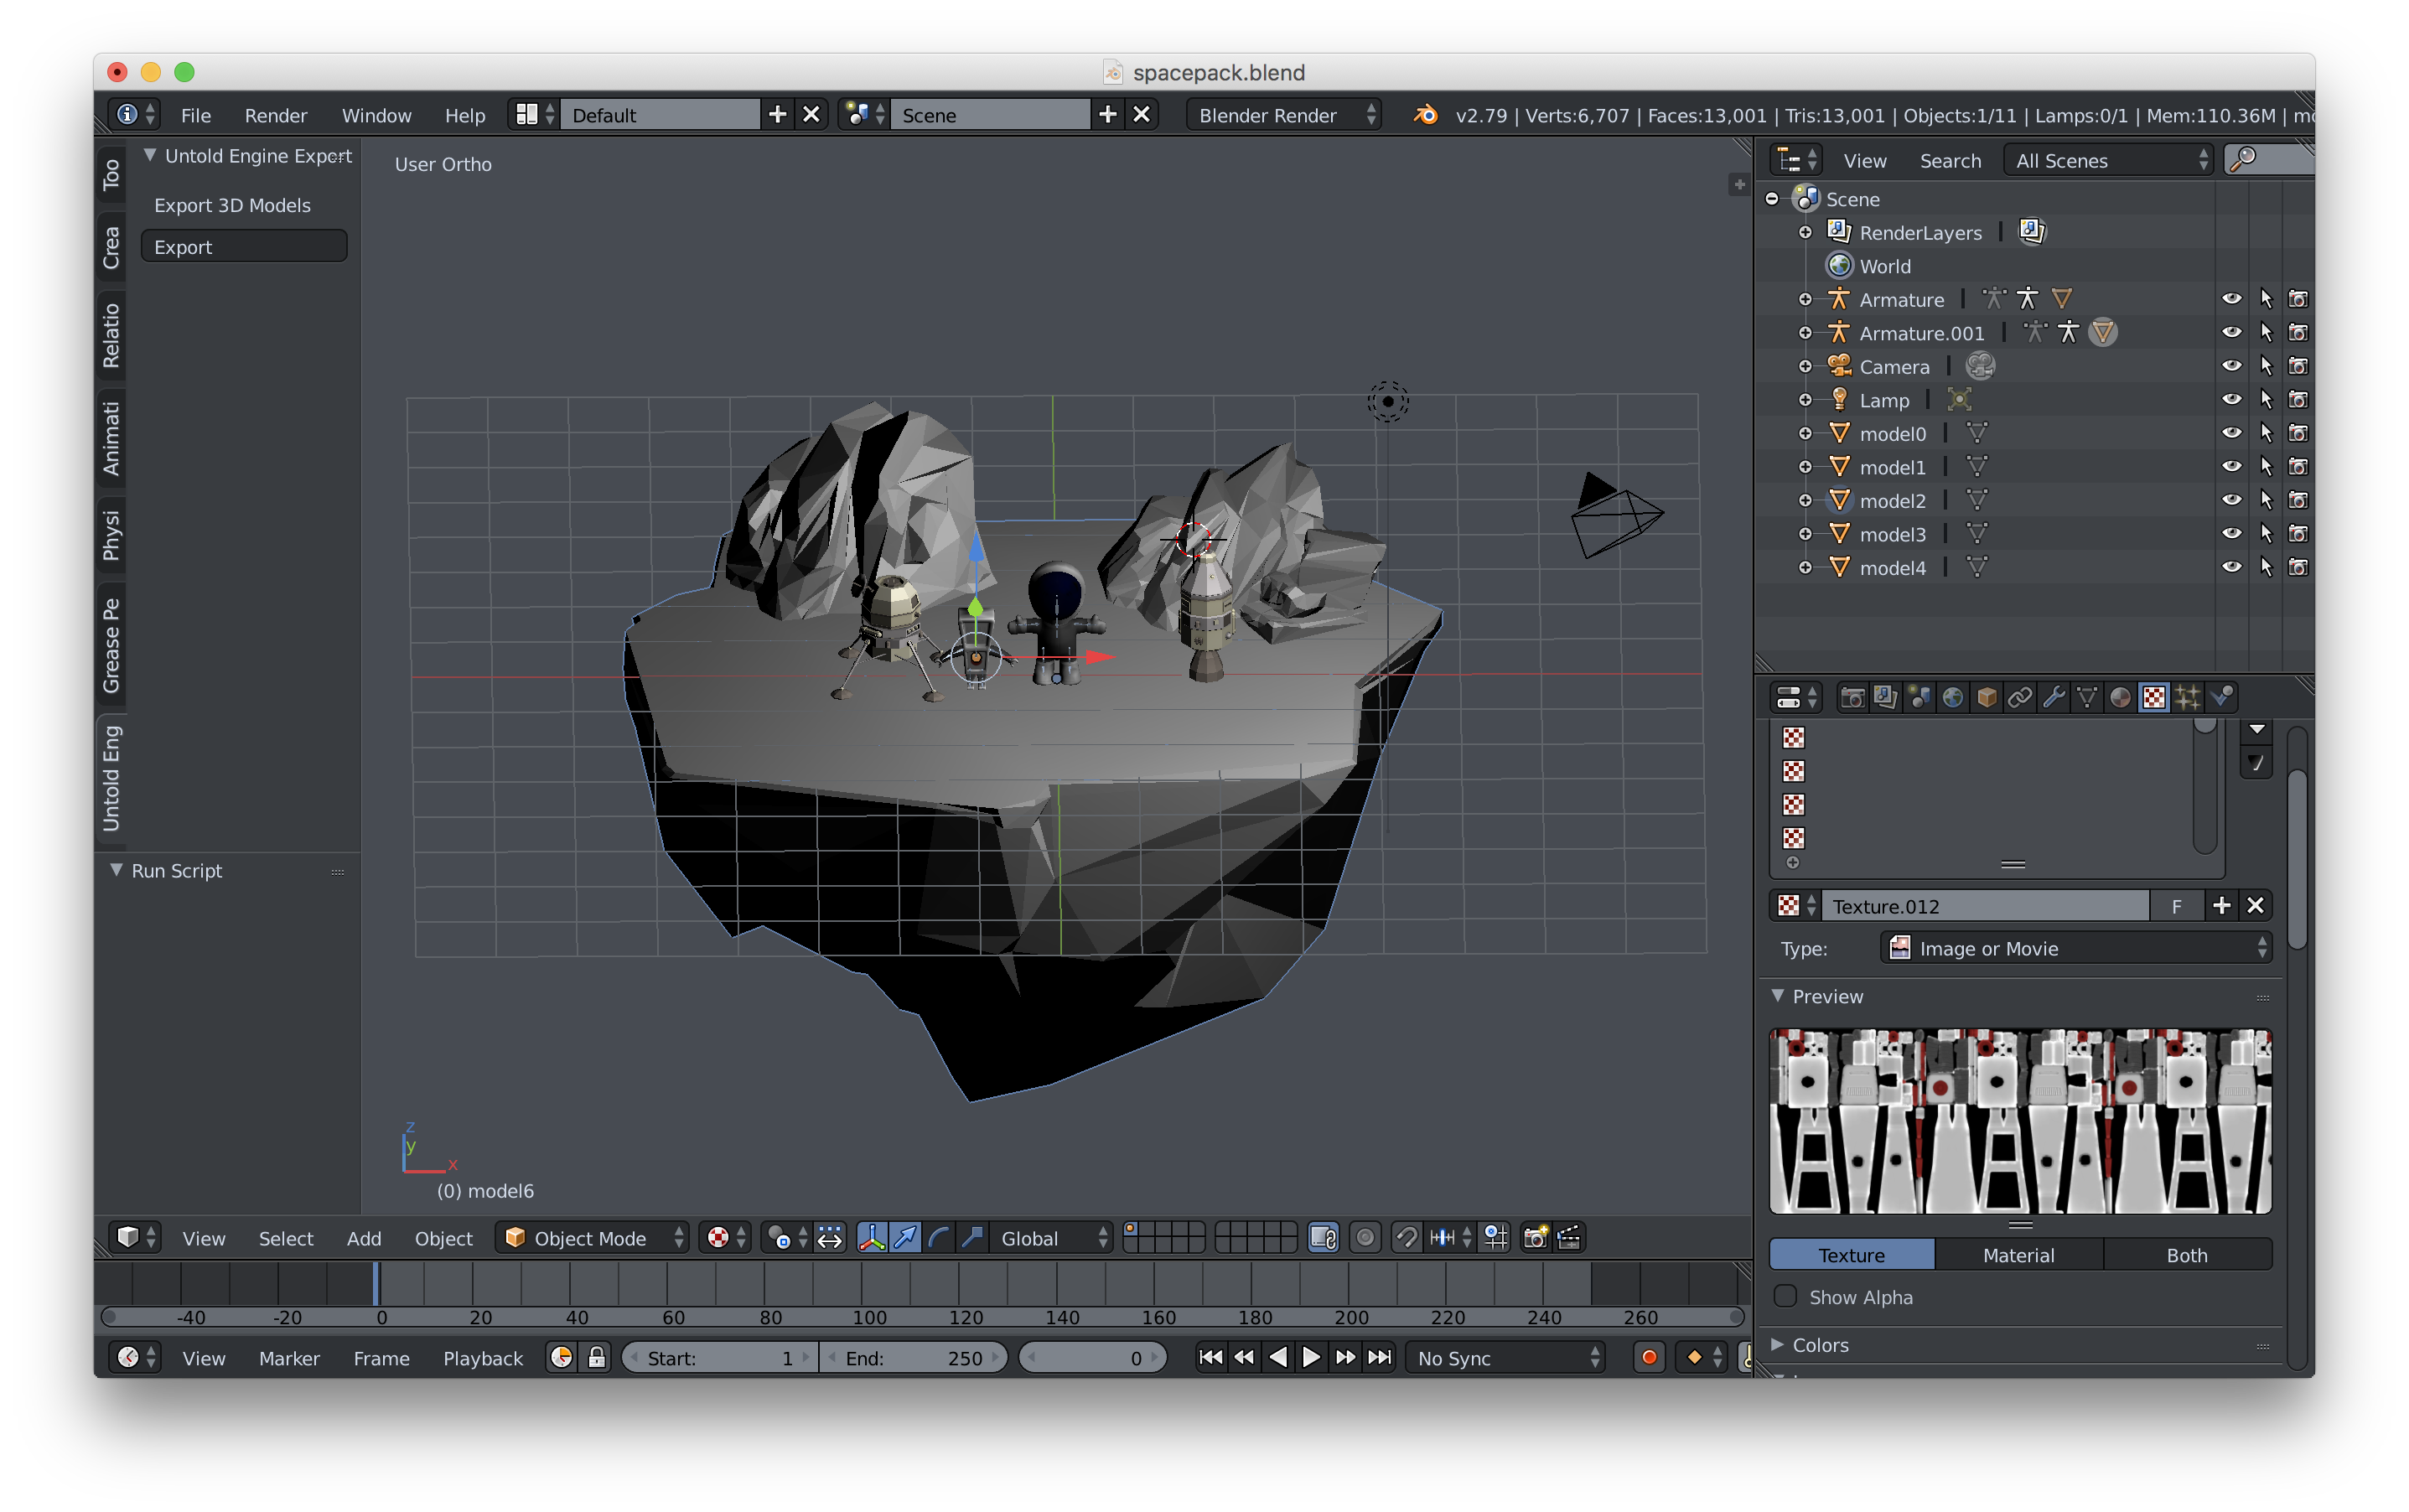 spacepack.blend
File Render Window Help Default Scene Blender Render v2.79 | Verts:6,707 | Faces:13,001 | Tris:13,001 | Objects:1/11 | Lamps:0/1 | Mem:110.36M |
Untold Engine Export
Export 3D Models
Export
Too
Crea
Relatio
Animati
Physi
Grease Pe
Untold Eng
Run Script
User Ortho
z
y
x
(0) model6
View Search All Scenes
Scene
RenderLayers
World
Armature
Armature.001
Camera
Lamp
model0
model1
model2
model3
model4
Texture.012 F
Type: Image or Movie
Preview
Texture Material Both
Show Alpha
Colors
View Select Add Object Object Mode Global
-40 -20 0 20 40 60 80 100 120 140 160 180 200 220 240 260
View Marker Frame Playback Start: 1 End: 250 0 No Sync